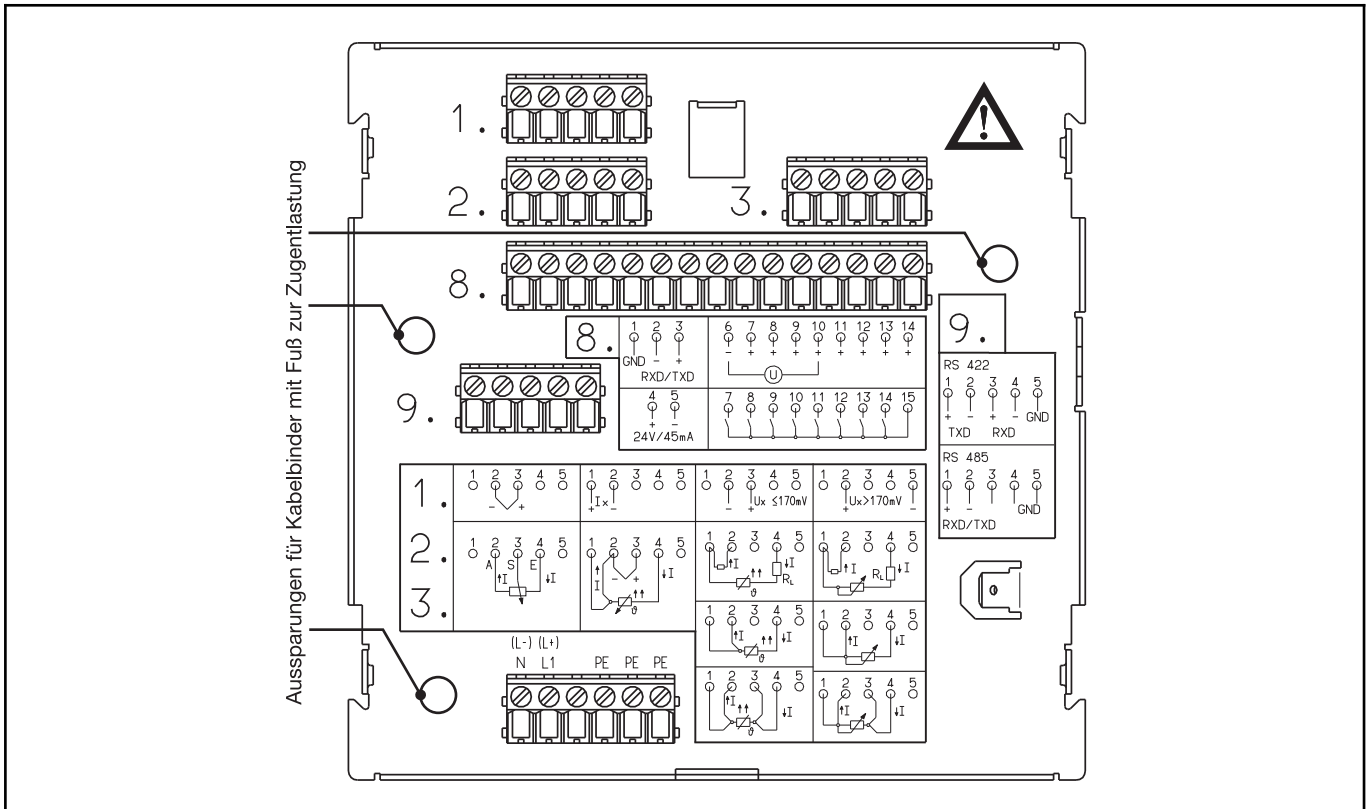 Aussparungen für Kabelbinder mit Fuß zur Zugentlastung
1.
2.
3.
8.
8.
1 2 3
GND - +
RXD/TXD
6 7 8 9 10 11 12 13 14
- + + + + + + + +
U
4 5
+ -
24V/45mA
7 8 9 10 11 12 13 14 15
9.
9.
RS 422
1 2 3 4 5
+ - + - GND
TXD RXD
RS 485
1 2 3 4 5
+ - GND
RXD/TXD
1.
2.
3.
1 2 3 4 5
- +
1 2 3 4 5
Ix
+ -
1 2 3 4 5
Ux ≤170mV
- +
1 2 3 4 5
Ux>170mV
+ -
1 2 3 4 5
A S E
I I
1 2 3 4 5
I - + I
ϑ
1 2 3 4 5
I I
RL
ϑ
1 2 3 4 5
I RL I
1 2 3 4 5
I I
ϑ
1 2 3 4 5
I I
1 2 3 4 5
I I
ϑ
1 2 3 4 5
I I
(L-) (L+)
N L1 PE PE PE